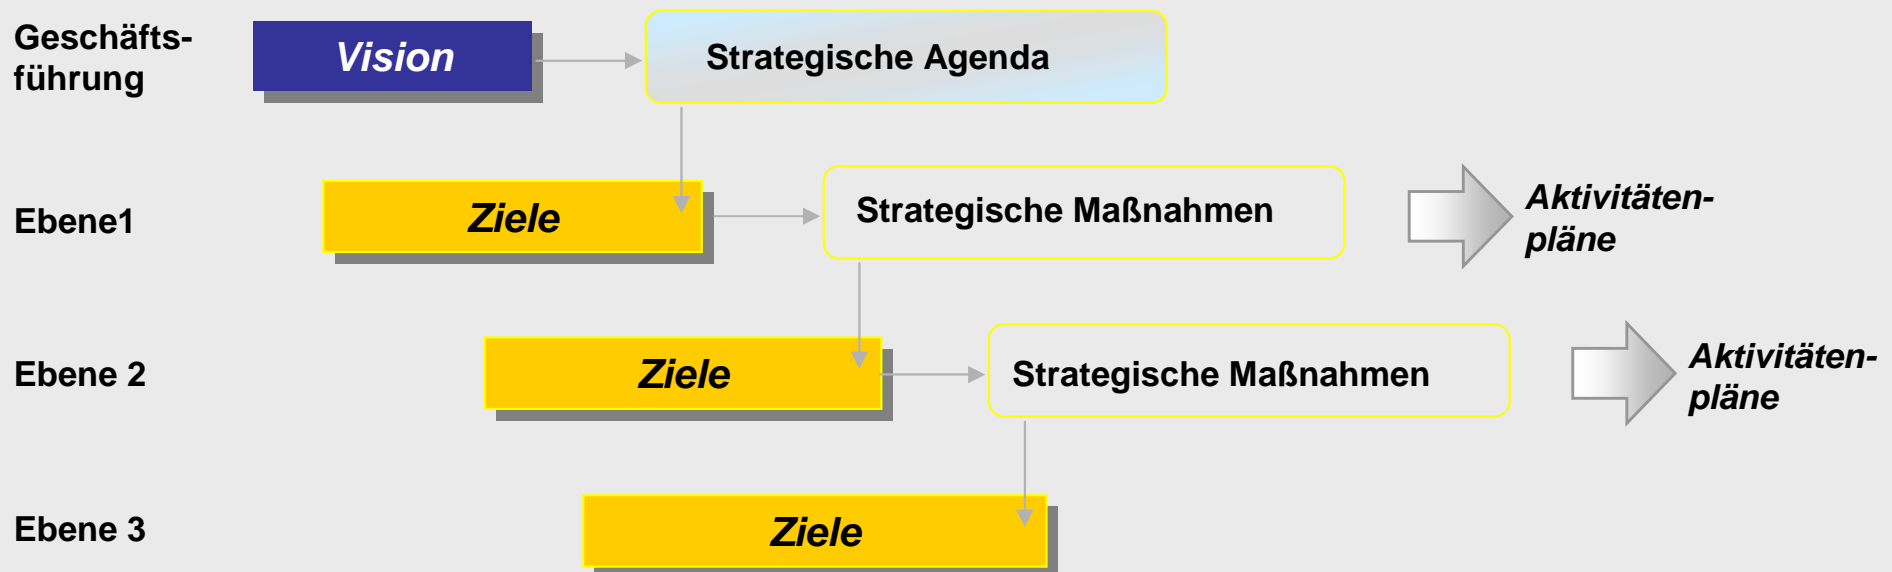 Geschäfts-
führung
Vision
Strategische Agenda
Ebene1
Ziele
Strategische Maßnahmen
Aktivitäten-
pläne
Ebene 2
Ziele
Strategische Maßnahmen
Aktivitäten-
pläne
Ebene 3
Ziele